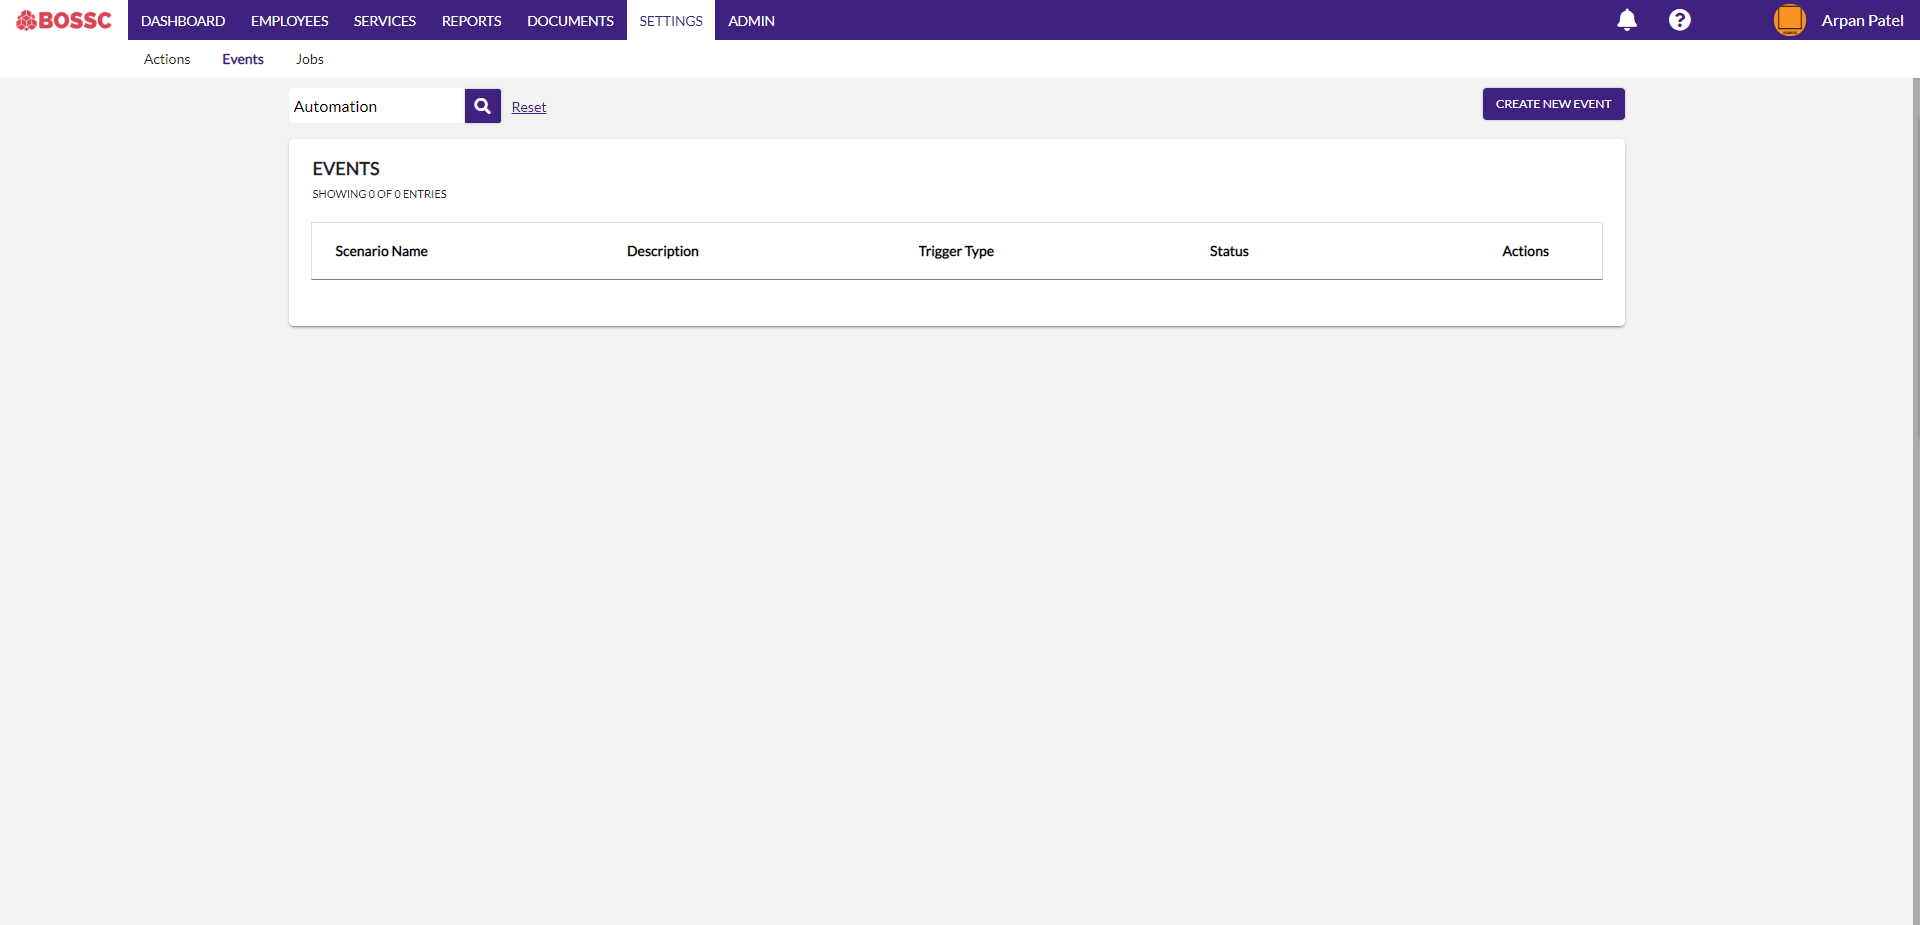 BOSSC DASHBOARD EMPLOYEES SERVICES REPORTS DOCUMENTS SETTINGS ADMIN ? Arpan Patel
Actions Events Jobs
Automation Reset CREATE NEW EVENT
EVENTS
SHOWING 0 OF 0 ENTRIES
Scenario Name Description Trigger Type Status Actions